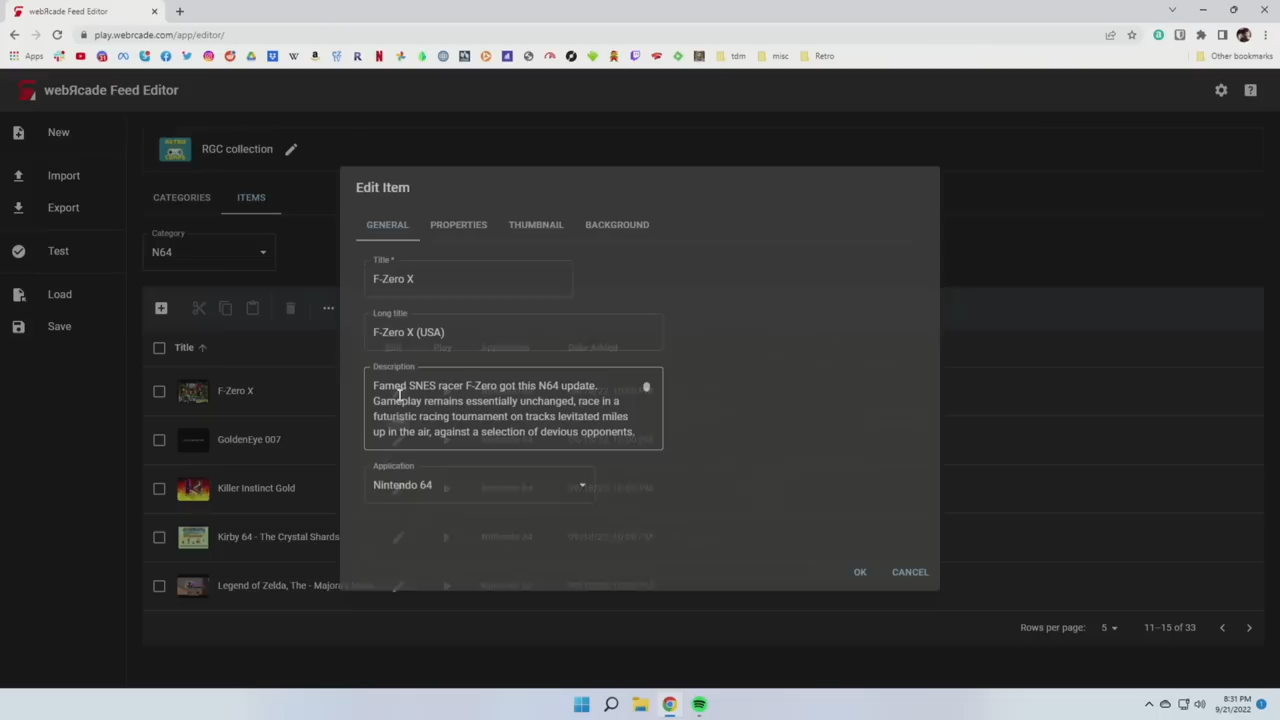 webЯcade Feed Editor
play.webrcade.com/app/editor/
Apps
tdm
misc
Retro
Other bookmarks
webЯcade Feed Editor
New
Import
Export
Test
Load
Save
RGC collection
CATEGORIES
ITEMS
Category
N64
Title
F-Zero X
GoldenEye 007
Killer Instinct Gold
Kirby 64 - The Crystal Shards
Legend of Zelda, The - Majora's
Edit Item
GENERAL
PROPERTIES
THUMBNAIL
BACKGROUND
Title *
F-Zero X
Long title
F-Zero X (USA)
Description
Famed SNES racer F-Zero got this N64 update.
Gameplay remains essentially unchanged, race in a
futuristic racing tournament on tracks levitated miles
up in the air, against a selection of devious opponents.
Application
Nintendo 64
OK
CANCEL
Rows per page:
5
11–15 of 33
8:31 PM
9/21/2022